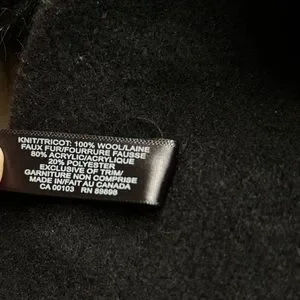 KNIT/TRICOT: 100% WOOL/LAINE
FAUX FUR/FOURRURE FAUSSE
80% ACRYLIC/ACRYLIQUE
20% POLYESTER
EXCLUSIVE OF TRIM/
GARNITURE NON COMPRISE
MADE IN/FAIT AU CANADA
CA 00103 RN 89898